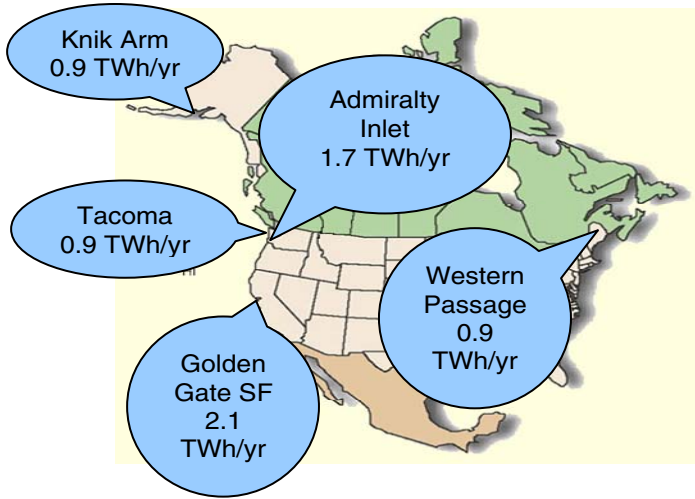 Knik Arm
0.9 TWh/yr
Admiralty
Inlet
1.7 TWh/yr
Tacoma
0.9 TWh/yr
HI
Western
Passage
0.9
TWh/yr
Golden
Gate SF
2.1
TWh/yr